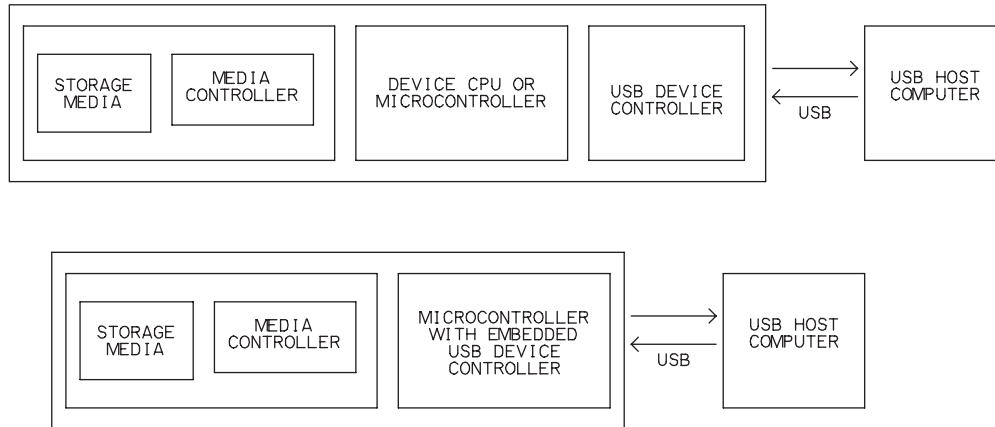 STORAGE
MEDIA
MEDIA
CONTROLLER
DEVICE CPU OR
MICROCONTROLLER
USB DEVICE
CONTROLLER
USB
USB HOST
COMPUTER
STORAGE
MEDIA
MEDIA
CONTROLLER
MICROCONTROLLER
WITH EMBEDDED
USB DEVICE
CONTROLLER
USB
USB HOST
COMPUTER